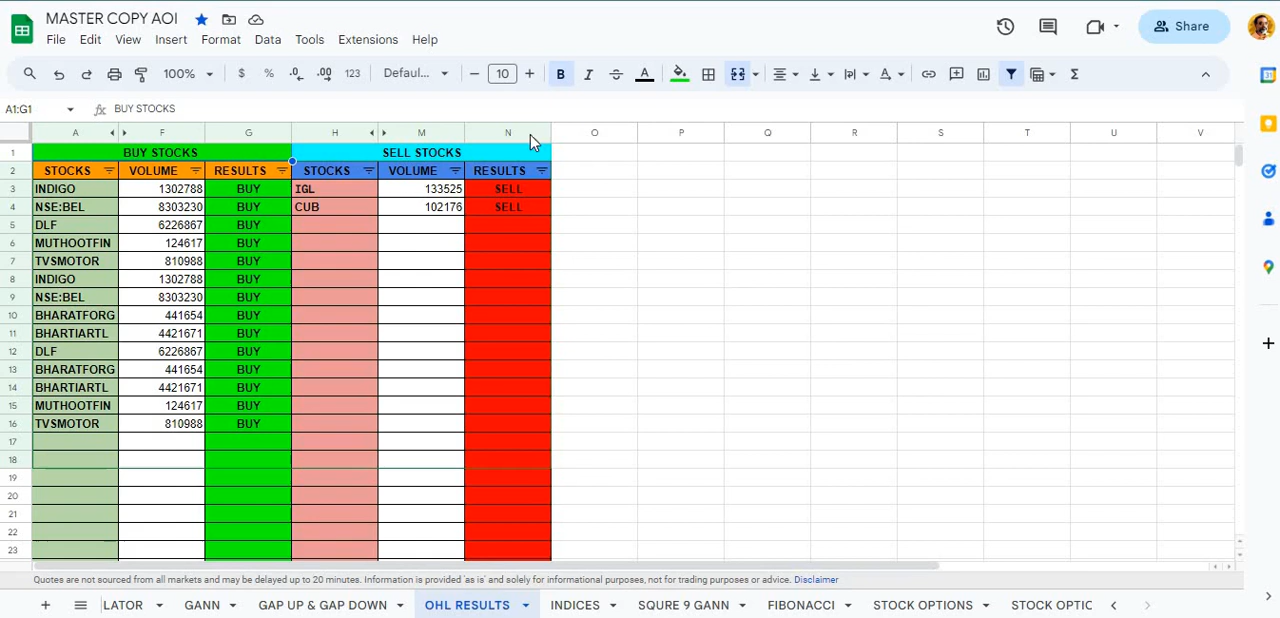 MASTER COPY AOI
File Edit View Insert Format Data Tools Extensions Help
Share
100% $ % .0 .00 123 Defaul... 10 B I A
A1:G1 fx BUY STOCKS
A F G H M N O P Q R S T U V
1 BUY STOCKS SELL STOCKS
2 STOCKS VOLUME RESULTS STOCKS VOLUME RESULTS
3 INDIGO 1302788 BUY IGL 133525 SELL
4 NSE:BEL 8303230 BUY CUB 102176 SELL
5 DLF 6226867 BUY
6 MUTHOOTFIN 124617 BUY
7 TVSMOTOR 810988 BUY
8 INDIGO 1302788 BUY
9 NSE:BEL 8303230 BUY
10 BHARATFORG 441654 BUY
11 BHARTIARTL 4421671 BUY
12 DLF 6226867 BUY
13 BHARATFORG 441654 BUY
14 BHARTIARTL 4421671 BUY
15 MUTHOOTFIN 124617 BUY
16 TVSMOTOR 810988 BUY
17
18
19
20
21
22
23
Quotes are not sourced from all markets and may be delayed up to 20 minutes. Information is provided 'as is' and solely for informational purposes, not for trading purposes or advice. Disclaimer
LATOR GANN GAP UP & GAP DOWN OHL RESULTS INDICES SQURE 9 GANN FIBONACCI STOCK OPTIONS STOCK OPTIC